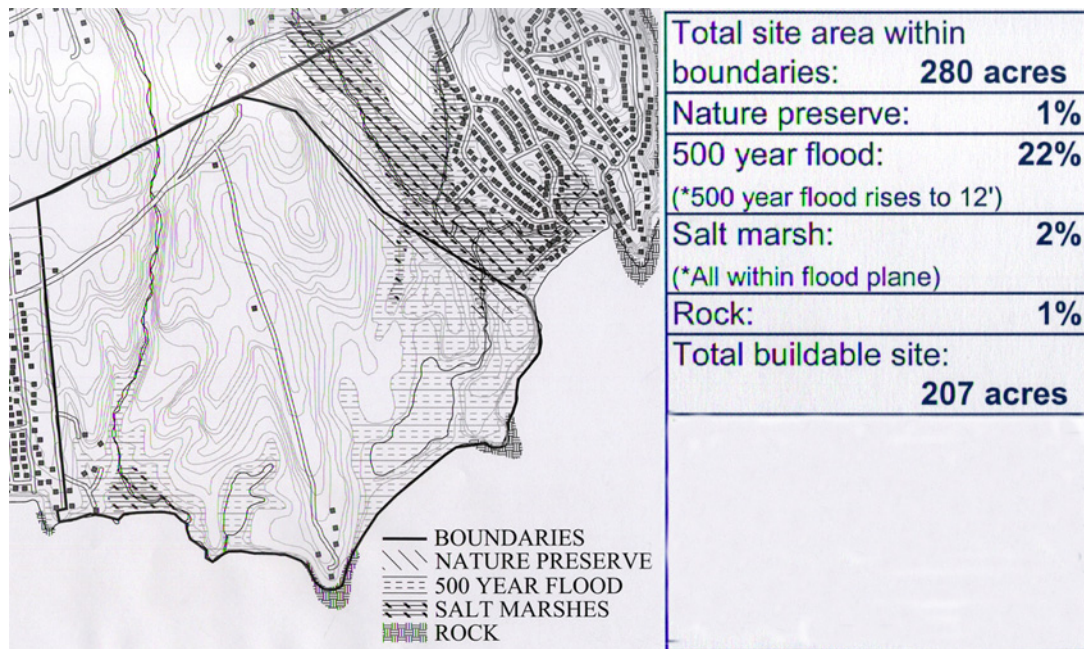 BOUNDARIES
NATURE PRESERVE
500 YEAR FLOOD
SALT MARSHES
ROCK
Total site area within
boundaries: 280 acres
Nature preserve: 1%
500 year flood: 22%
(*500 year flood rises to 12')
Salt marsh: 2%
(*All within flood plane)
Rock: 1%
Total buildable site:
207 acres